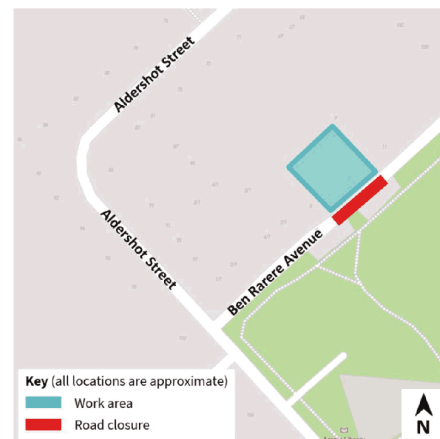 Aldershot Street
Aldershot Street
Ben Rarere Avenue
Key (all locations are approximate)
Work area
Road closure
N